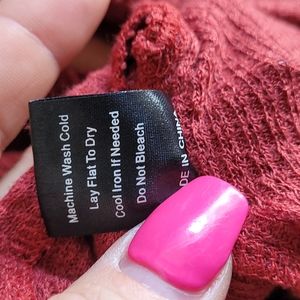 Machine Wash Cold
Lay Flat To Dry
Cool Iron If Needed
Do Not Bleach
DE IN CHINA